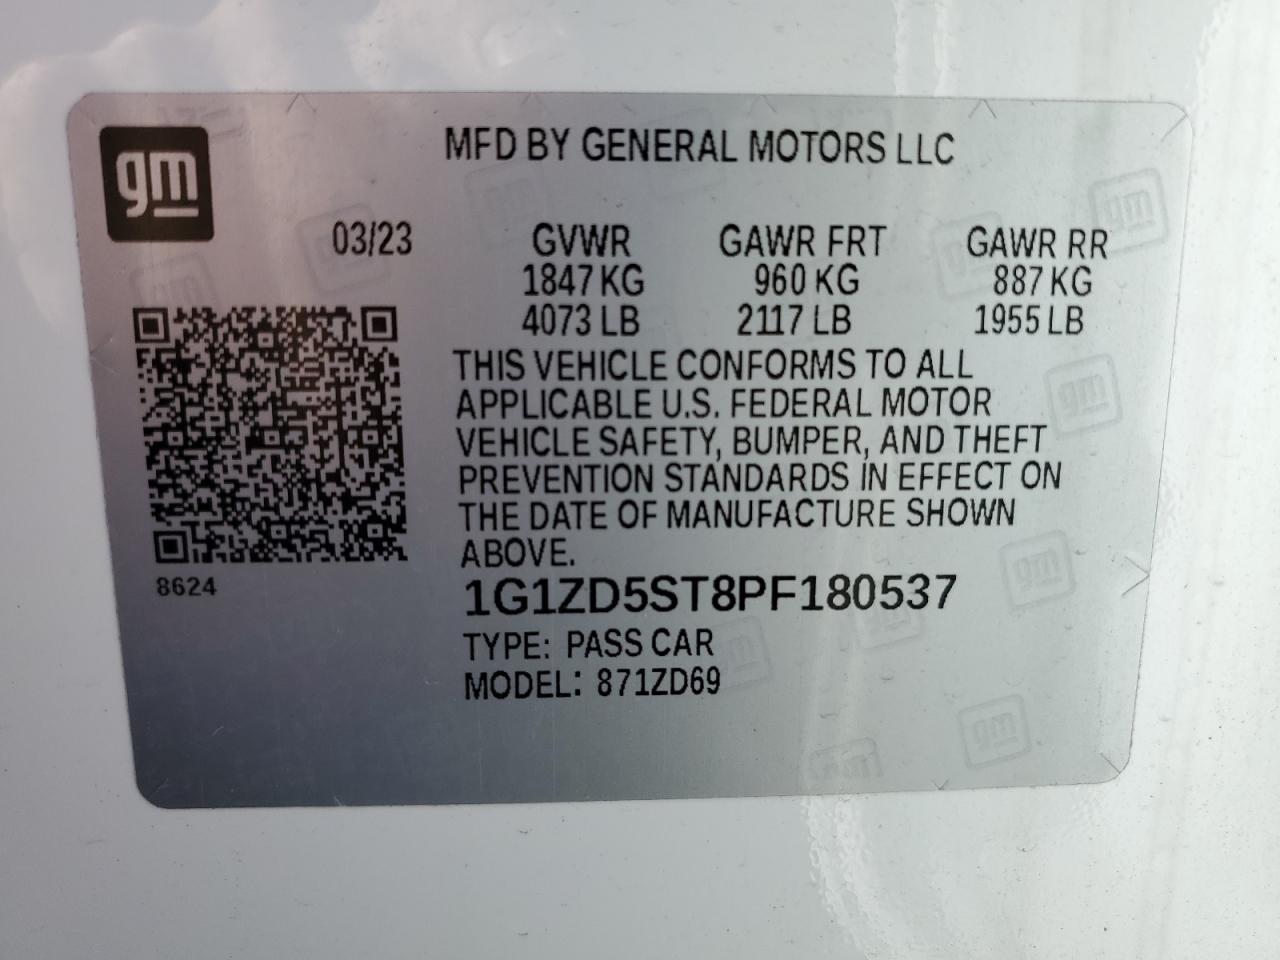 gm
MFD BY GENERAL MOTORS LLC
03/23 GVWR GAWR FRT GAWR RR
1847 KG 960 KG 887 KG
4073 LB 2117 LB 1955 LB
THIS VEHICLE CONFORMS TO ALL
APPLICABLE U.S. FEDERAL MOTOR
VEHICLE SAFETY, BUMPER, AND THEFT
PREVENTION STANDARDS IN EFFECT ON
THE DATE OF MANUFACTURE SHOWN
ABOVE.
8624
1G1ZD5ST8PF180537
TYPE: PASS CAR
MODEL: 871ZD69